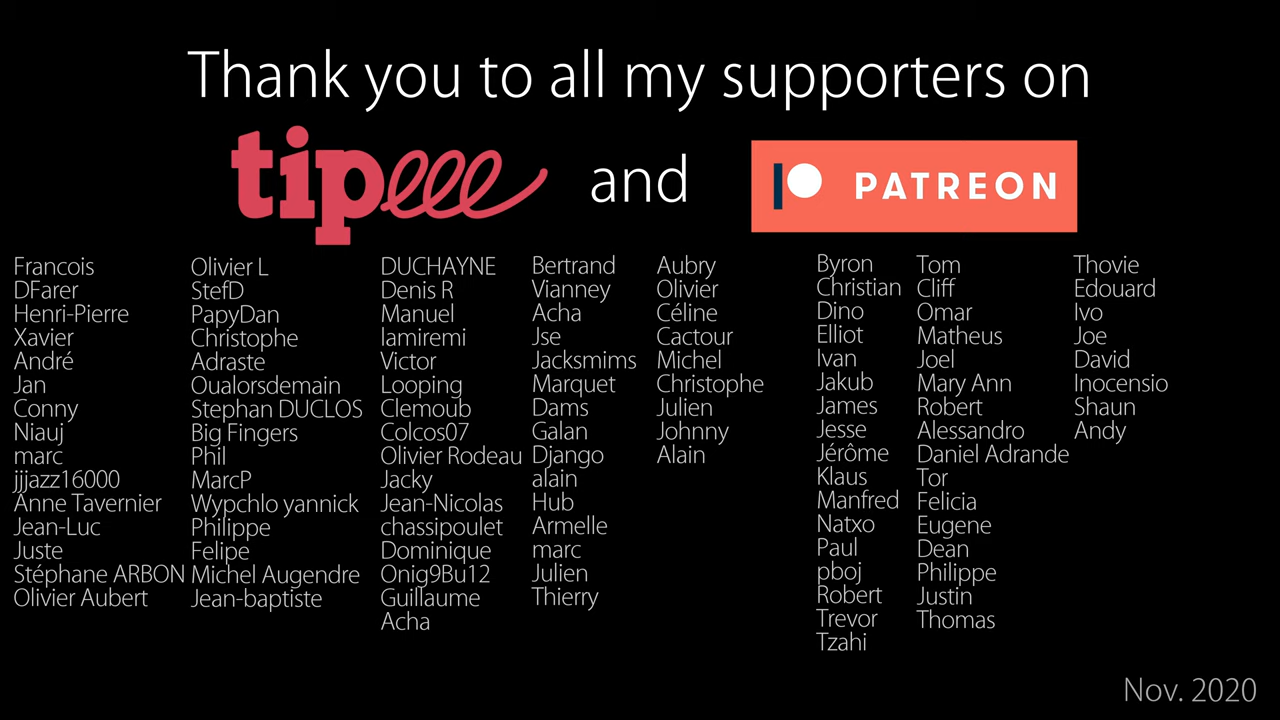 Thank you to all my supporters on
tipeee and PATREON
Francois
DFarer
Henri-Pierre
Xavier
André
Jan
Conny
Niauj
marc
jjjazz16000
Anne Tavernier
Jean-Luc
Juste
Stéphane ARBON
Olivier Aubert
Olivier L
StefD
PapyDan
Christophe
Adraste
Oualorsdemain
Stephan DUCLOS
Big Fingers
Phil
MarcP
Wypchlo yannick
Philippe
Felipe
Michel Augendre
Jean-baptiste
DUCHAYNE
Denis R
Manuel
lamiremi
Victor
Looping
Clemoub
Colcos07
Olivier Rodeau
Jacky
Jean-Nicolas
chassipoulet
Dominique
Onig9Bu12
Guillaume
Acha
Bertrand
Vianney
Acha
Jse
Jacksmims
Marquet
Dams
Galan
Django
alain
Hub
Armelle
marc
Julien
Thierry
Aubry
Olivier
Céline
Cactour
Michel
Christophe
Julien
Johnny
Alain
Byron
Christian
Dino
Elliot
Ivan
Jakub
James
Jesse
Jérôme
Klaus
Manfred
Natxo
Paul
pboj
Robert
Trevor
Tzahi
Tom
Cliff
Omar
Matheus
Joel
Mary Ann
Robert
Alessandro
Daniel Adrande
Tor
Felicia
Eugene
Dean
Philippe
Justin
Thomas
Thovie
Edouard
Ivo
Joe
David
Inocensio
Shaun
Andy
Nov. 2020